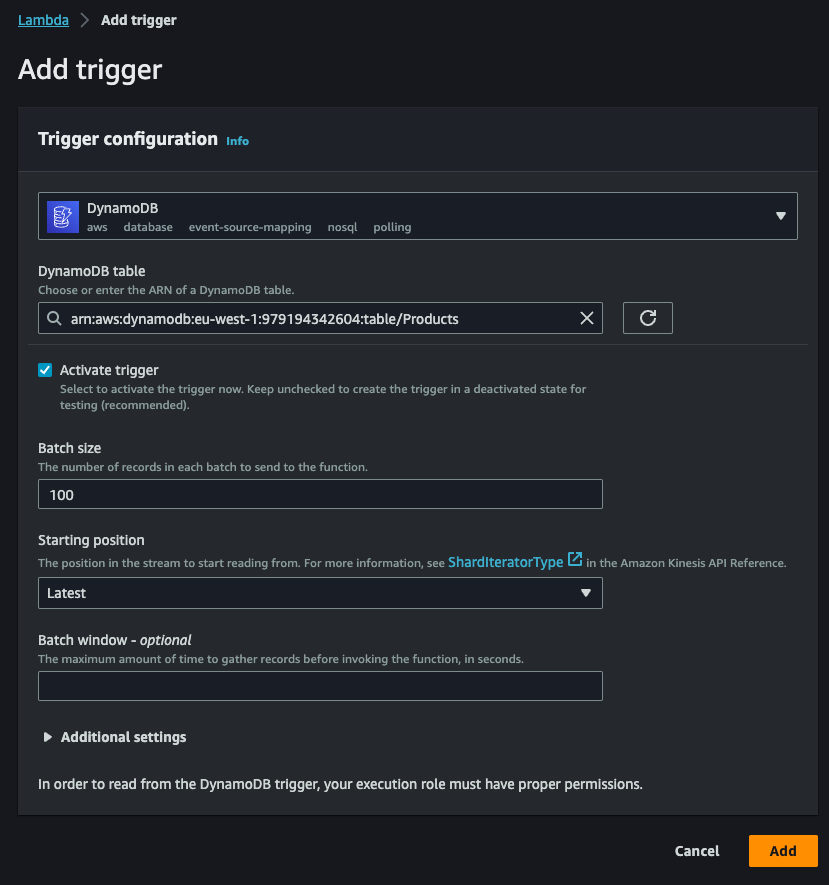 Lambda > Add trigger
Add trigger
Trigger configuration Info
DynamoDB
aws database event-source-mapping nosql polling
DynamoDB table
Choose or enter the ARN of a DynamoDB table.
arn:aws:dynamodb:eu-west-1:979194342604:table/Products
Activate trigger
Select to activate the trigger now. Keep unchecked to create the trigger in a deactivated state for
testing (recommended).
Batch size
The number of records in each batch to send to the function.
100
Starting position
The position in the stream to start reading from. For more information, see ShardIteratorType in the Amazon Kinesis API Reference.
Latest
Batch window - optional
The maximum amount of time to gather records before invoking the function, in seconds.
Additional settings
In order to read from the DynamoDB trigger, your execution role must have proper permissions.
Cancel Add